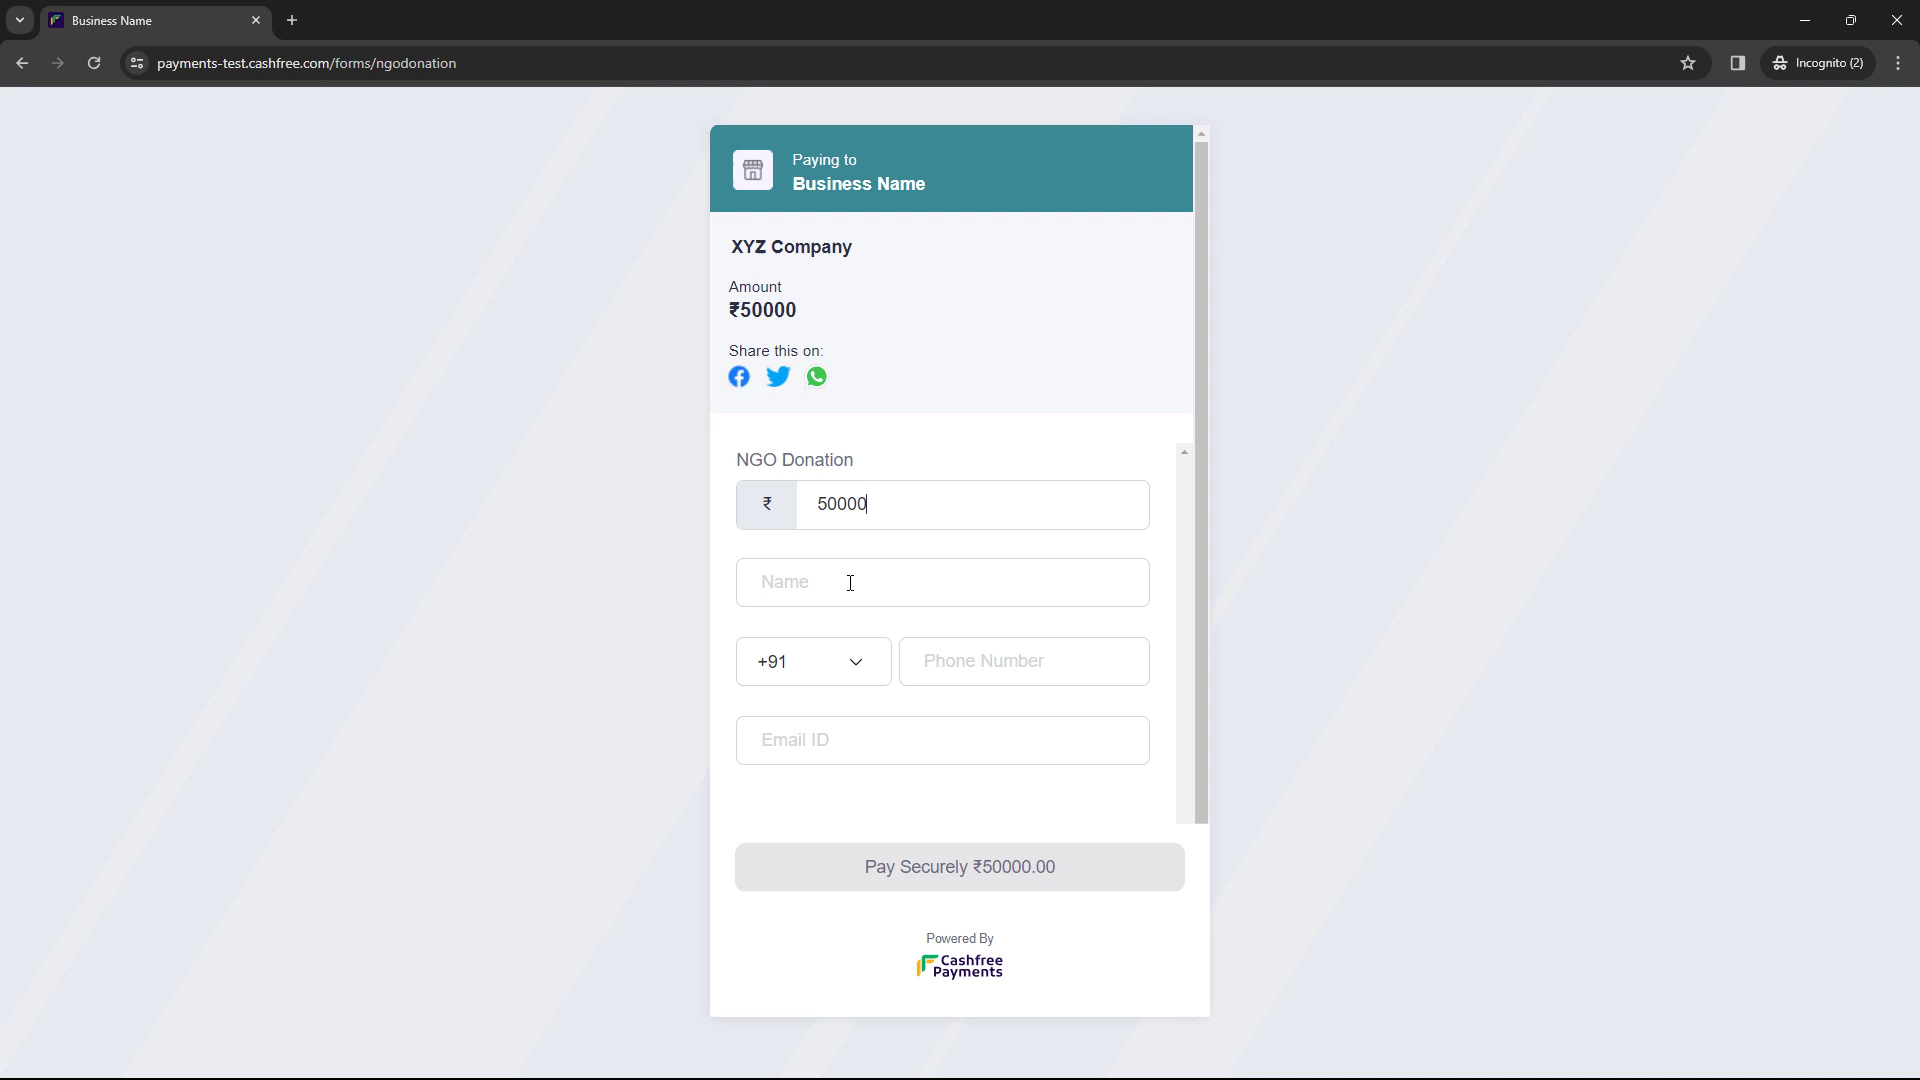 Business Name
payments-test.cashfree.com/forms/ngodonation
Incognito (2)
Paying to
Business Name
XYZ Company
Amount
₹50000
Share this on:
NGO Donation
₹ 50000
Name
+91 Phone Number
Email ID
Pay Securely ₹50000.00
Powered By
Cashfree
Payments